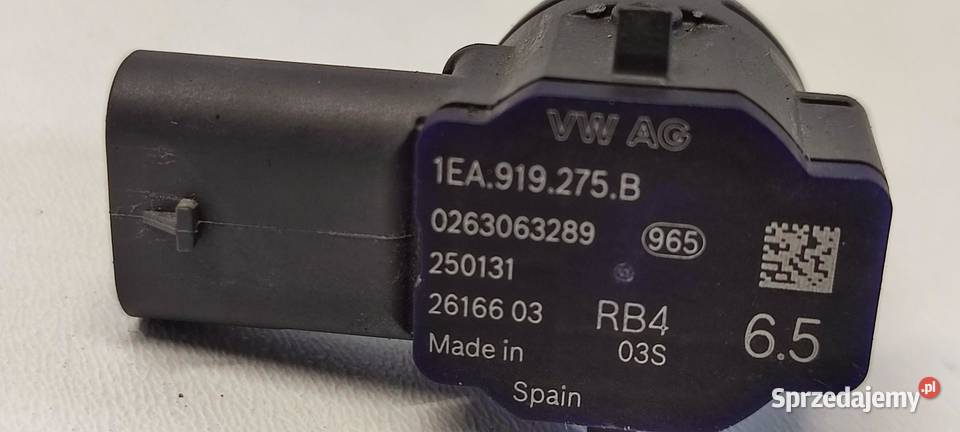 VW AG
1EA.919.275.B
0263063289 965
250131
26166 03 RB4 6.5
Made in 03S
Spain
Sprzedajemy.pl